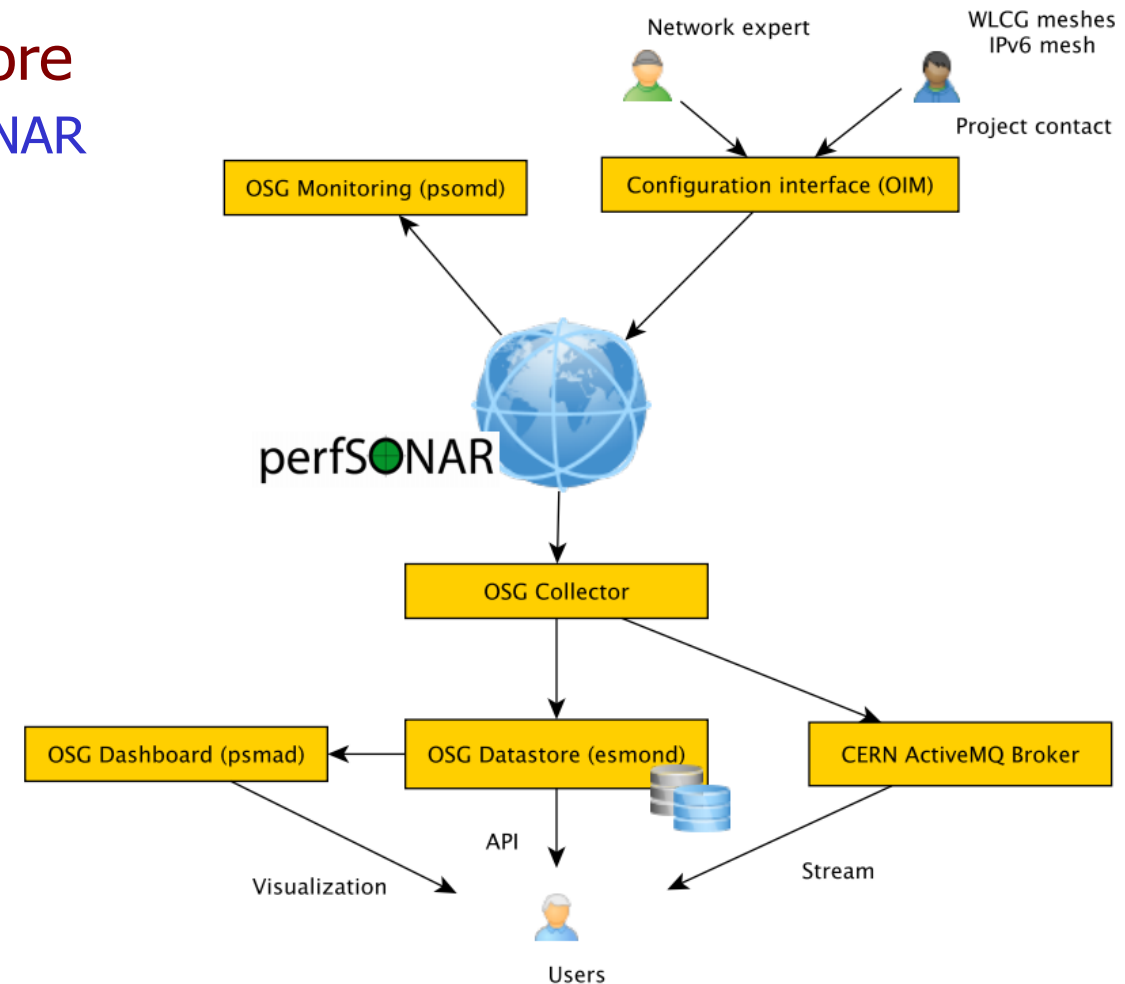 Network expert
WLCG meshes
IPv6 mesh
ore
NAR
Project contact
OSG Monitoring (psomd)
Configuration interface (OIM)
perfSONAR
OSG Collector
OSG Dashboard (psmad)
OSG Datastore (esmond)
CERN ActiveMQ Broker
API
Stream
Visualization
Users